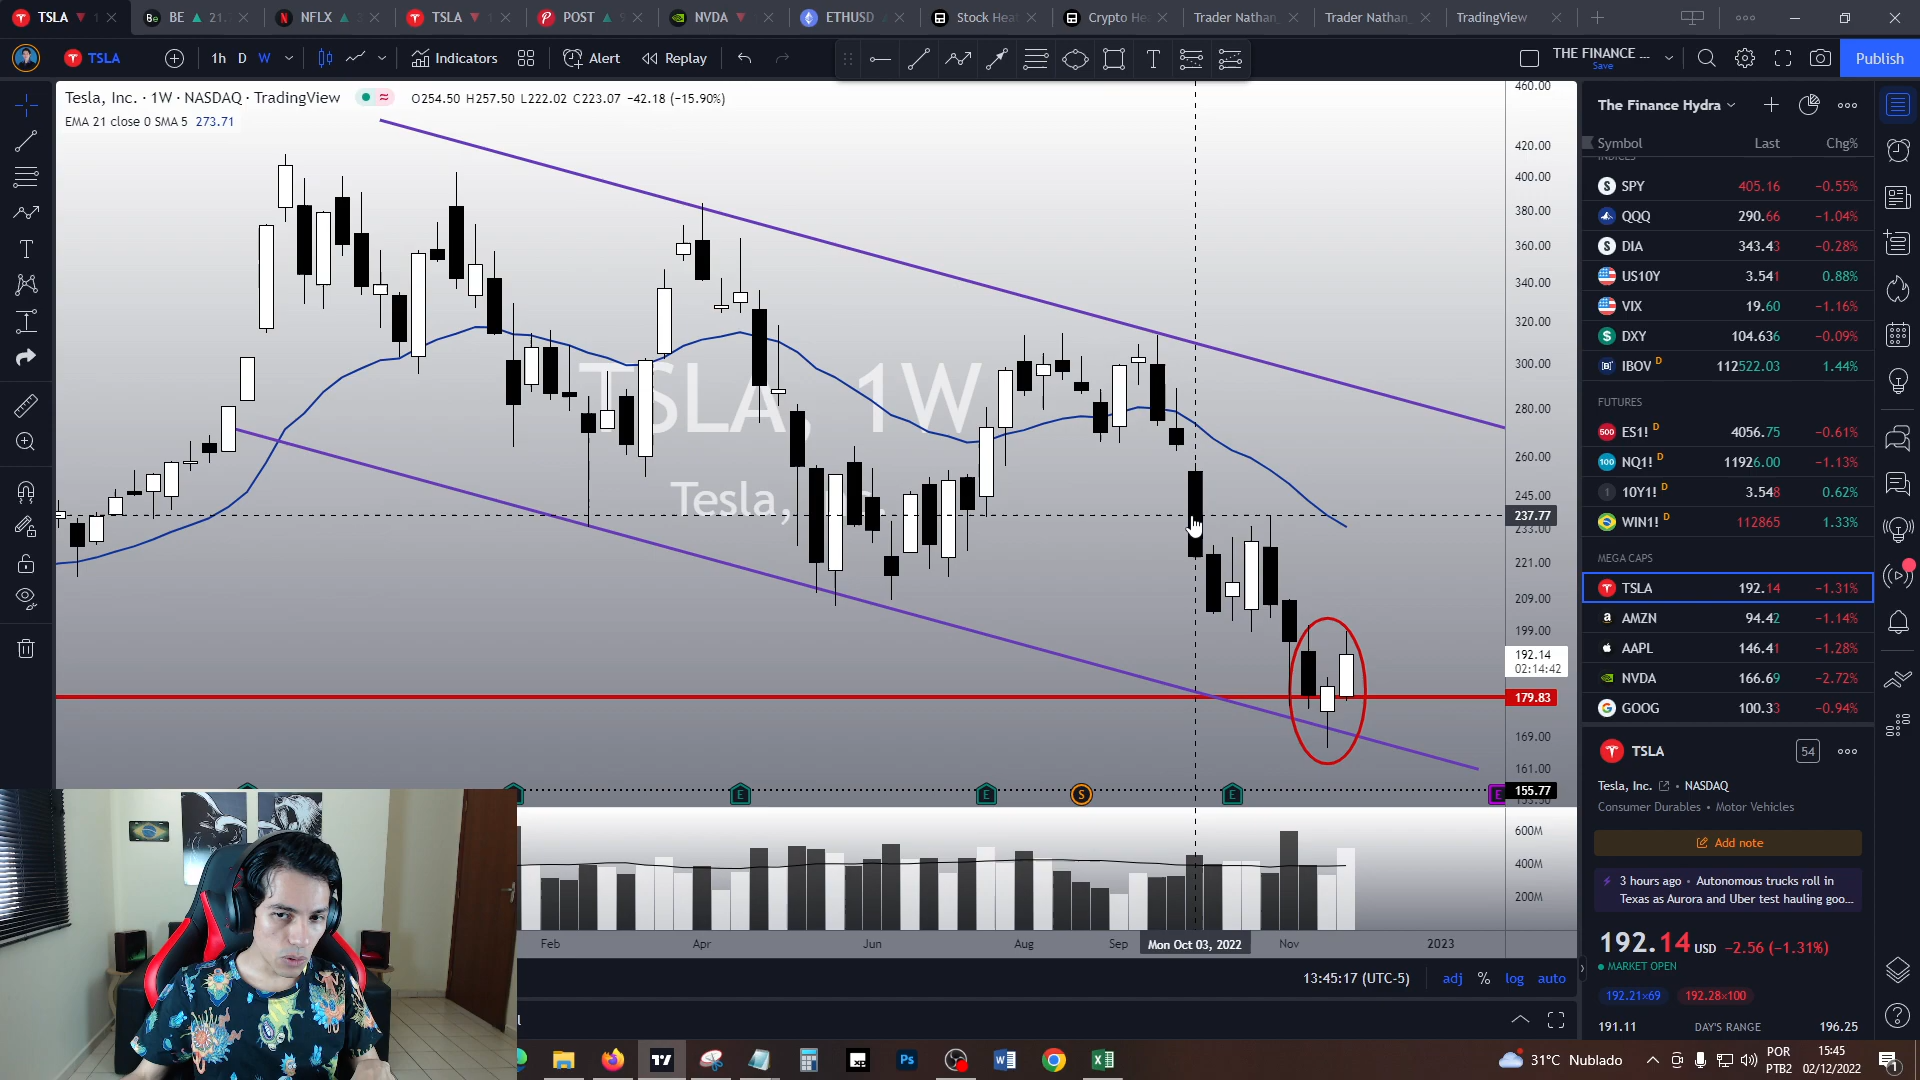 TSLA
BE 21.
NFLX
TSLA
POST
NVDA
ETHUSD
Stock Hea
Crypto He
Trader Nathan
Trader Nathan
TradingView
TSLA
1h D W
Indicators
Alert
Replay
THE FINANCE ...
Save
Publish
Tesla, Inc. · 1W · NASDAQ · TradingView
O254.50 H257.50 L222.02 C223.07 −42.18 (−15.90%)
EMA 21 close 0 SMA 5 273.71
TSLA, 1W
Tesla,
460.00
420.00
400.00
380.00
360.00
340.00
320.00
300.00
280.00
260.00
245.00
237.77
233.00
221.00
209.00
199.00
192.14
02:14:42
179.83
169.00
161.00
155.77
E E E S E E
600M
400M
200M
Feb Apr Jun Aug Sep Mon Oct 03, 2022 Nov 2023
13:45:17 (UTC-5) adj % log auto
The Finance Hydra
Symbol Last Chg%
INDICES
SPY 405.16 −0.55%
QQQ 290.66 −1.04%
DIA 343.43 −0.28%
US10Y 3.541 0.88%
VIX 19.60 −1.16%
DXY 104.636 −0.09%
IBOV D 112522.03 1.44%
FUTURES
500 ES1! D 4056.75 −0.61%
100 NQ1! D 11926.00 −1.13%
1 10Y1! D 3.548 0.62%
WIN1! D 112865 1.33%
MEGA CAPS
TSLA 192.14 −1.31%
AMZN 94.42 −1.14%
AAPL 146.41 −1.28%
NVDA 166.69 −2.72%
GOOG 100.33 −0.94%
TSLA 54
Tesla, Inc. • NASDAQ
Consumer Durables • Motor Vehicles
Add note
3 hours ago • Autonomous trucks roll in
Texas as Aurora and Uber test hauling goo...
192.14 USD −2.56 (−1.31%)
MARKET OPEN
192.21×69 192.28×100
191.11 DAY'S RANGE 196.25
31°C Nublado
POR
PTB2
15:45
02/12/2022
1